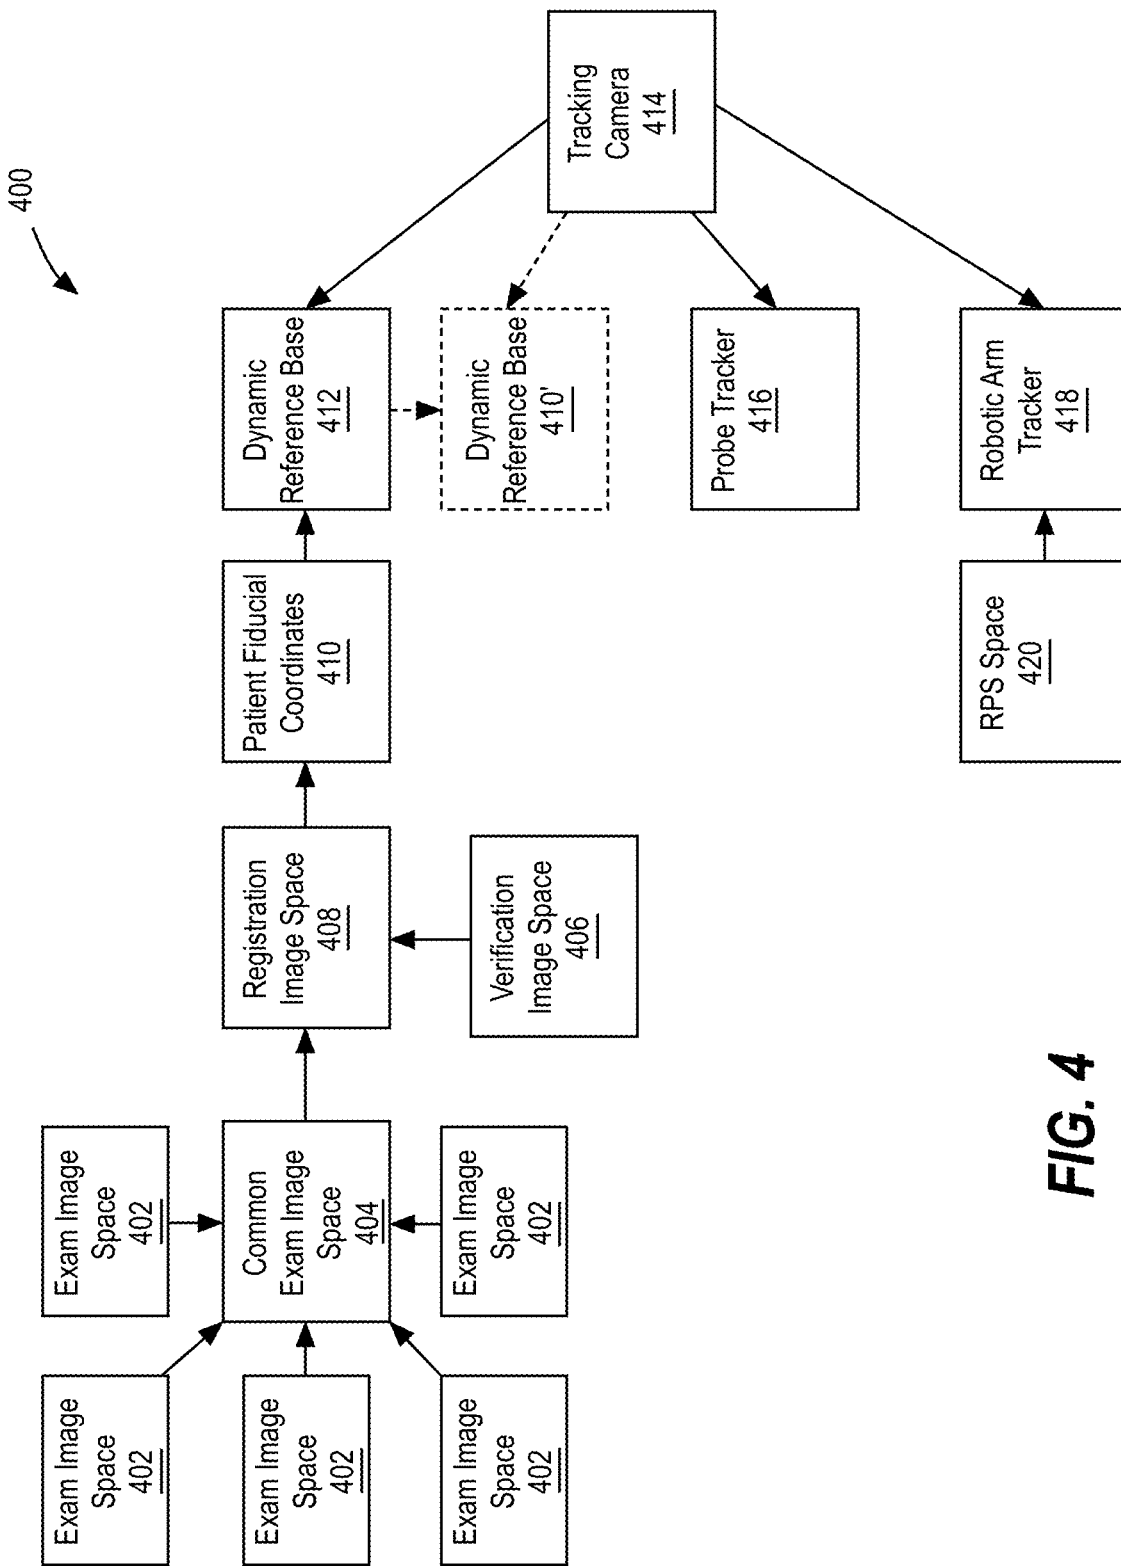 400
Exam Image
Space
402
Exam Image
Space
402
Exam Image
Space
402
Exam Image
Space
402
Exam Image
Space
402
Common
Exam Image
Space
404
Registration
Image Space
408
Verification
Image Space
406
Patient Fiducial
Coordinates
410
Dynamic
Reference Base
412
Dynamic
Reference Base
410'
Tracking
Camera
414
Probe Tracker
416
Robotic Arm
Tracker
418
RPS Space
420
FIG. 4